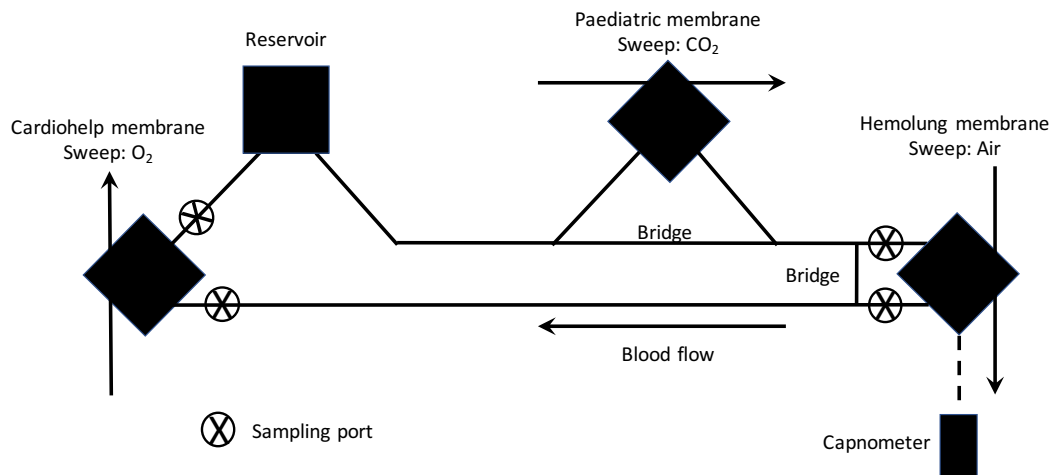 Paediatric membrane
Sweep: CO₂
Reservoir
Cardiohelp membrane
Sweep: O₂
Hemolung membrane
Sweep: Air
Bridge
Bridge
Blood flow
Sampling port
Capnometer